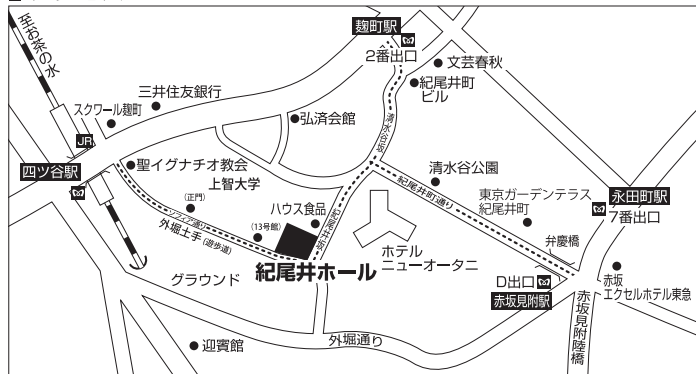 至お茶の水
麹町駅
2番出口
文芸春秋
紀尾井町
ビル
三井住友銀行
スクワール麹町
弘済会館
清水谷坂
JR
四ツ谷駅
聖イグナチオ教会
上智大学
(正門)
ソフィア通り
外堀土手(遊歩道)
(13号館)
ハウス食品
紀尾井坂
清水谷公園
紀尾井町通り
東京ガーデンテラス
紀尾井町
永田町駅
7番出口
弁慶橋
ホテル
ニューオータニ
グラウンド
紀尾井ホール
D出口
赤坂見附駅
赤坂
エクセルホテル東急
赤坂見附陸橋
迎賓館
外堀通り